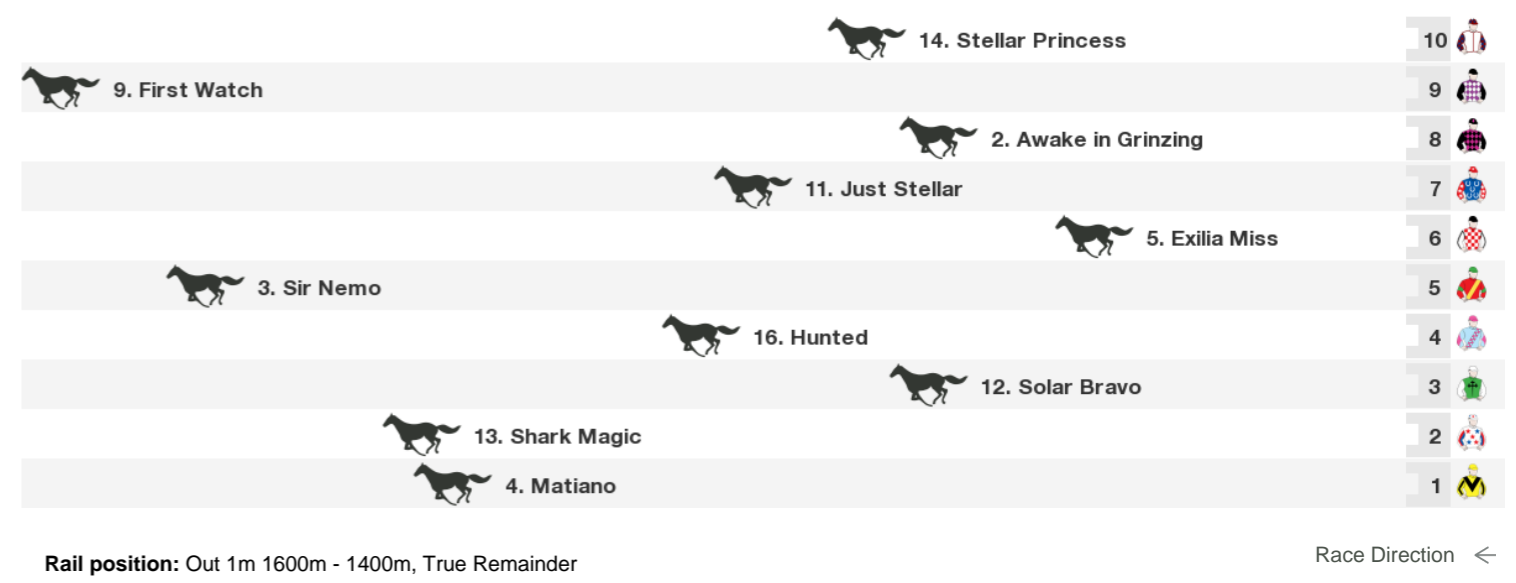 14. Stellar Princess 10
9. First Watch 9
2. Awake in Grinzing 8
11. Just Stellar 7
5. Exilia Miss 6
3. Sir Nemo 5
16. Hunted 4
12. Solar Bravo 3
13. Shark Magic 2
4. Matiano 1
Rail position: Out 1m 1600m - 1400m, True Remainder
Race Direction